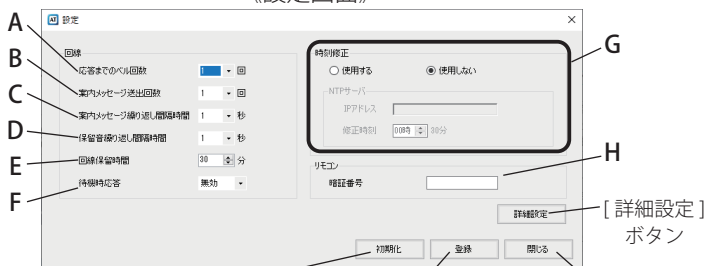 《設定画面》
AT 設定
A
B
C
D
E
F
回線
応答までのベル回数 1 回
案内メッセージ送出回数 1 回
案内メッセージ繰り返し間隔時間 1 秒
保留音繰り返し間隔時間 1 秒
回線保留時間 30 分
待機時応答 無効
時刻修正
使用する 使用しない
NTPサーバー
IPアドレス
修正時刻 00時 30分
G
リモコン
暗証番号
H
詳細設定
[ 詳細設定 ]
ボタン
初期化 登録 閉じる